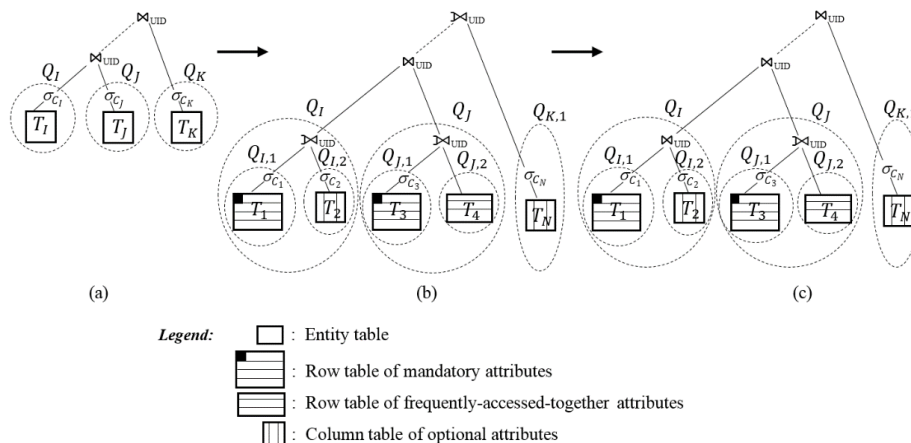 ⋈UID ⋈UID ⋈UID
⋈UID ⋈UID ⋈UID
Q_I Q_J Q_K Q_I Q_J Q_{K,1} Q_I Q_J Q_{K,
σ_{C_I} σ_{C_J} σ_{C_K} ⋈UID ⋈UID ⋈UID ⋈UID
T_I T_J T_K Q_{I,1} Q_{I,2} Q_{J,1} Q_{J,2} Q_{I,1} Q_{I,2} Q_{J,1} Q_{J,2}
σ_{C_1} σ_{C_2} σ_{C_3} σ_{C_N} σ_{C_1} σ_{C_2} σ_{C_3} σ_{C_N}
T_1 T_2 T_3 T_4 T_N T_1 T_2 T_3 T_4 T_N
(a) (b) (c)
Legend: : Entity table
: Row table of mandatory attributes
: Row table of frequently-accessed-together attributes
: Column table of optional attributes